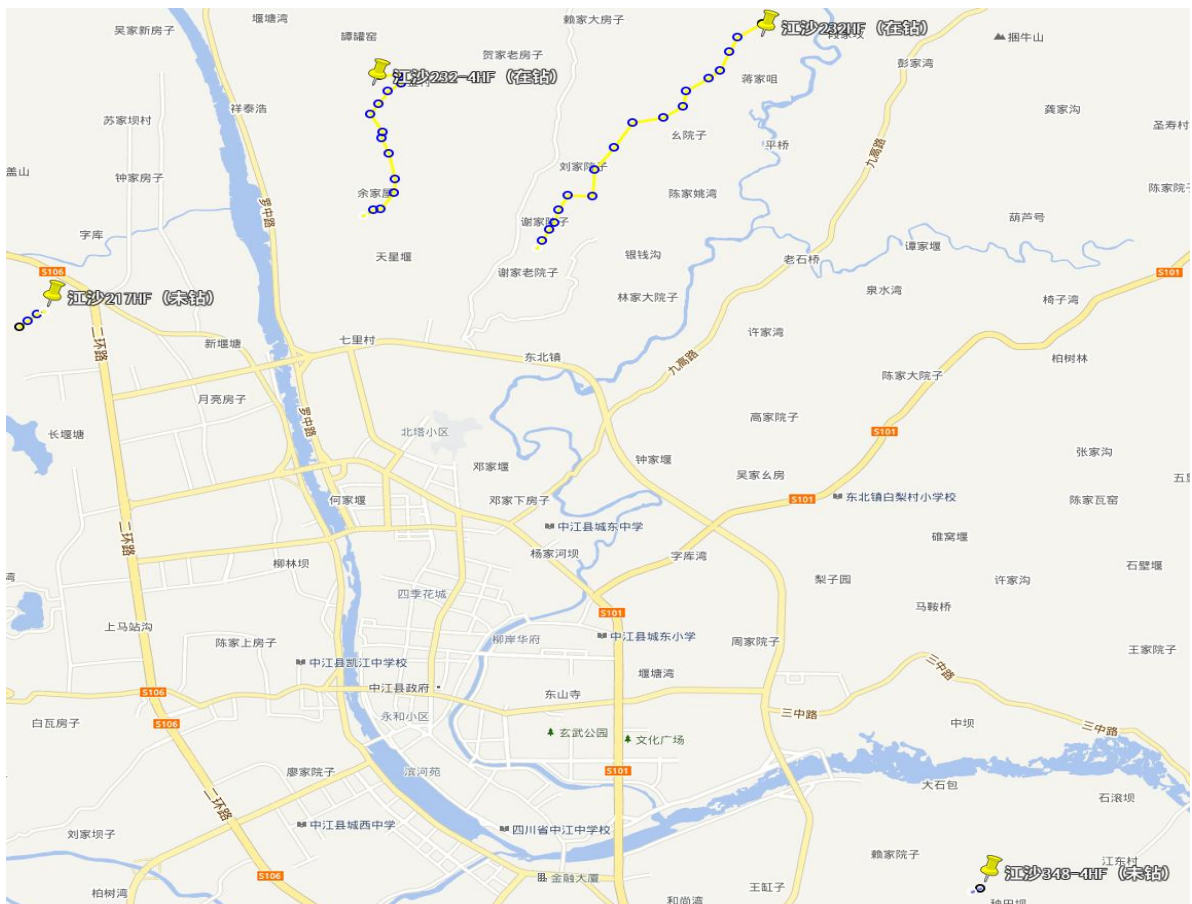 堰塘湾
赖家大房子
吴家新房子
江沙232HF（在钻）
罈罐窑
捆牛山
贺家老房子
彭家湾
江沙232-4HF（在钻）
蒋家咀
祥泰浩
龚家沟
苏家坝村
圣寿村
幺院子
平桥
九高路
盖山
钟家房子
刘家院子
陈家院子
余家屋
陈家姚湾
罗中路
葫芦号
谢家院子
字库
谭家堰
天星堰
银钱沟
老石桥
S106
谢家老院子
S101
泉水湾
江沙217HF（未钻）
林家大院子
椅子湾
二环路
许家湾
新堰塘
七里村
东北镇
九高路
柏树林
陈家大院子
月亮房子
罗中路
高家院子
长堰塘
北塔小区
S101
张家沟
邓家堰
钟家堰
吴家幺房
何家堰
邓家下房子
S101
东北镇白梨村小学校
陈家瓦窑
中江县城东中学
二环路
碓窝堰
杨家河坝
字库湾
柳林坝
石壁堰
湾
梨子园
许家沟
四季花城
马鞍桥
S101
上马站沟
陈家上房子
柳岸华府
中江县城东小学
周家院子
王家院子
中江县凯江中学校
三中路
堰塘湾
S106
中江县政府
东山寺
白瓦房子
S106
永和小区
三中路
中坝
三中路
玄武公园
文化广场
廖家院子
滨河苑
S101
大石包
石滚坝
二环路
刘家坝子
中江县城西中学
四川省中江中学校
赖家院子
江东村
S106
金融大厦
江沙348-4HF（未钻）
柏树湾
王缸子
和尚湾
种田坝